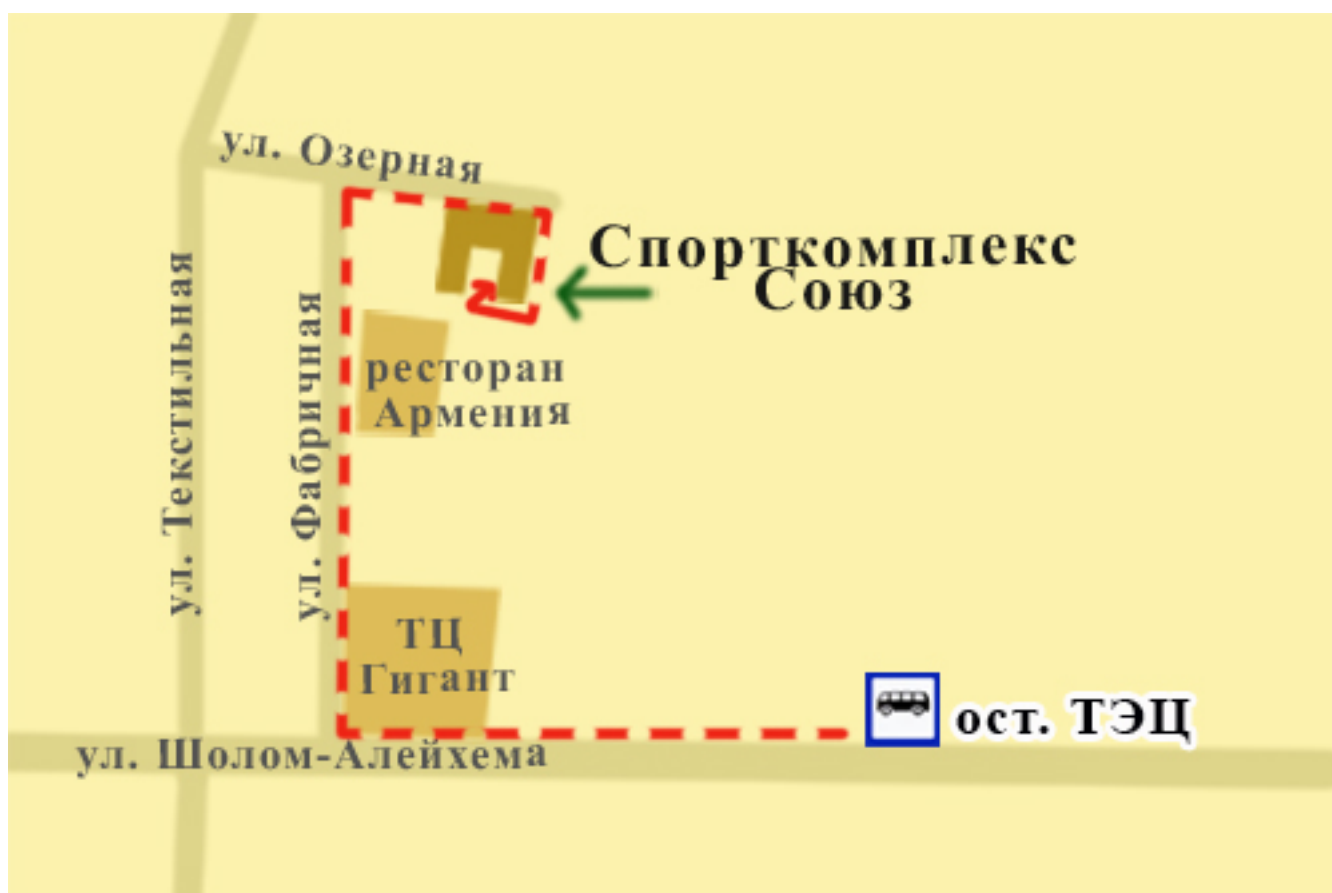 ул. Озерная
Спорткомплекс
Союз
ул. Текстильная
ул. Фабричная
ресторан
Армения
ТЦ
Гигант
ост. ТЭЦ
ул. Шолом-Алейхема